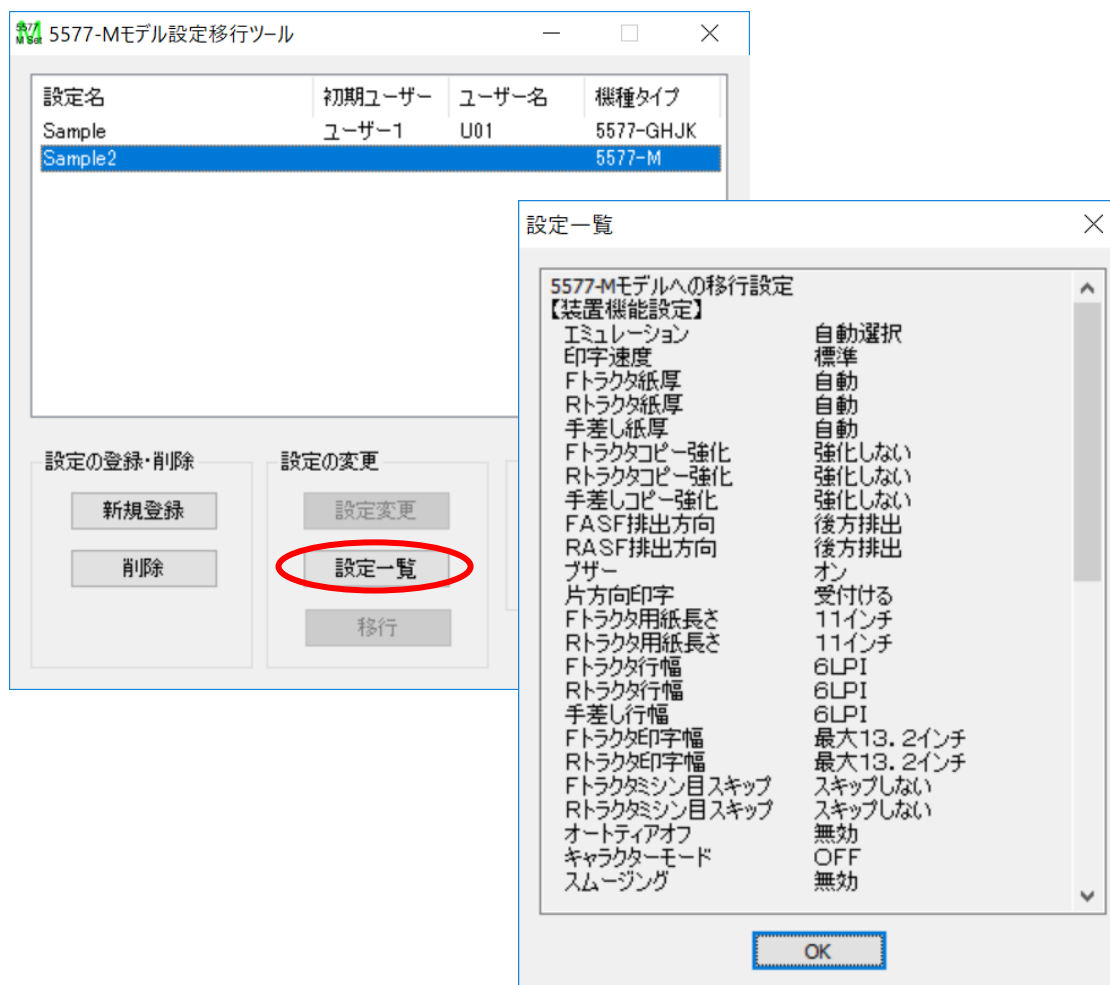 5577 M Set 5577-Mモデル設定移行ツール
設定名 初期ユーザー ユーザー名 機種タイプ
Sample ユーザー1 U01 5577-GHJK
Sample2 5577-M
設定の登録・削除
新規登録
削除
設定の変更
設定変更
設定一覧
移行
設定一覧
5577-Mモデルへの移行設定
【装置機能設定】
エミュレーション 自動選択
印字速度 標準
Fトラクタ紙厚 自動
Rトラクタ紙厚 自動
手差し紙厚 自動
Fトラクタコピー強化 強化しない
Rトラクタコピー強化 強化しない
手差しコピー強化 強化しない
FASF排出方向 後方排出
RASF排出方向 後方排出
ブザー オン
片方向印字 受付ける
Fトラクタ用紙長さ 11インチ
Rトラクタ用紙長さ 11インチ
Fトラクタ行幅 6LPI
Rトラクタ行幅 6LPI
手差し行幅 6LPI
Fトラクタ印字幅 最大13.2インチ
Rトラクタ印字幅 最大13.2インチ
Fトラクタミシン目スキップ スキップしない
Rトラクタミシン目スキップ スキップしない
オートティアオフ 無効
キャラクターモード OFF
スムージング 無効
OK